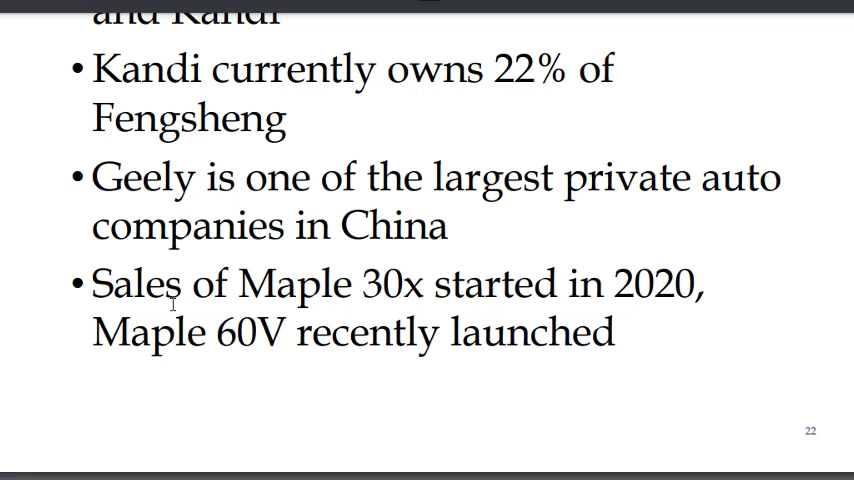 and Kandi
• Kandi currently owns 22% of
Fengsheng
• Geely is one of the largest private auto
companies in China
• Sales of Maple 30x started in 2020,
Maple 60V recently launched
22